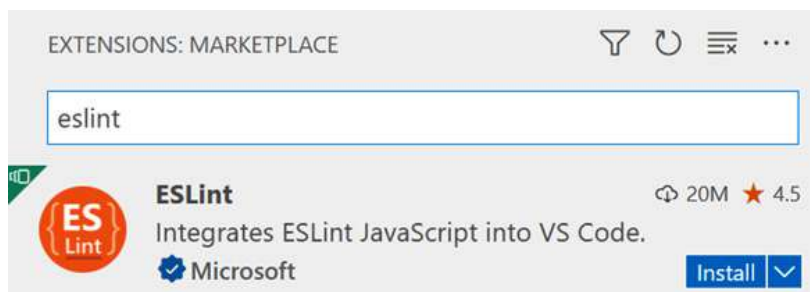 EXTENSIONS: MARKETPLACE
eslint
ESLint 20M ★ 4.5
{ES}
Lint
Integrates ESLint JavaScript into VS Code.
Microsoft
Install